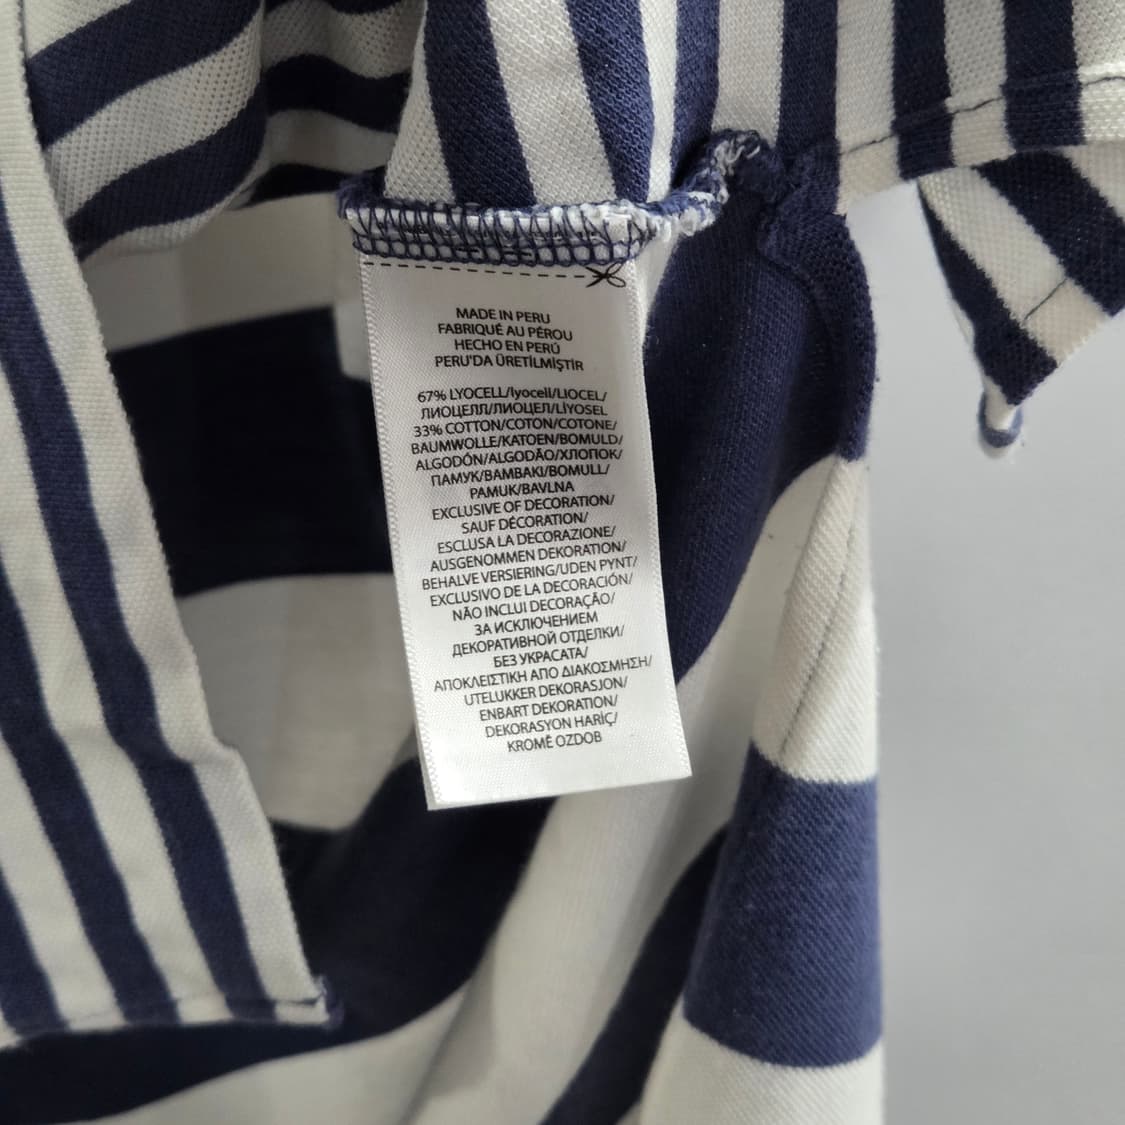 MADE IN PERU
FABRIQUÉ AU PÉROU
HECHO EN PERÚ
PERU'DA ÜRETİLMİŞTİR
67% LYOCELL/lyocell/LIOCEL/
ЛИОЦЕЛЛ/ЛИОЦЕЛ/LİYOSEL
33% COTTON/COTON/COTONE/
BAUMWOLLE/KATOEN/BOMULD/
ALGODÓN/ALGODÃO/ХЛОПОК/
ПАМУК/BAMBAKI/BOMULL/
PAMUK/BAVLNA
EXCLUSIVE OF DECORATION/
SAUF DÉCORATION/
ESCLUSA LA DECORAZIONE/
AUSGENOMMEN DEKORATION/
BEHALVE VERSIERING/UDEN PYNT/
EXCLUSIVO DE LA DECORACIÓN/
NÃO INCLUI DECORAÇÃO/
ЗА ИСКЛЮЧЕНИЕМ
ДЕКОРАТИВНОЙ ОТДЕЛКИ/
БЕЗ УКРАСАТА/
ΑΠΟΚΛΕΙΣΤΙΚΗ ΑΠΟ ΔΙΑΚΟΣΜΗΣΗ/
UTELUKKER DEKORASJON/
ENBART DEKORATION/
DEKORASYON HARİÇ/
KROMĚ OZDOB